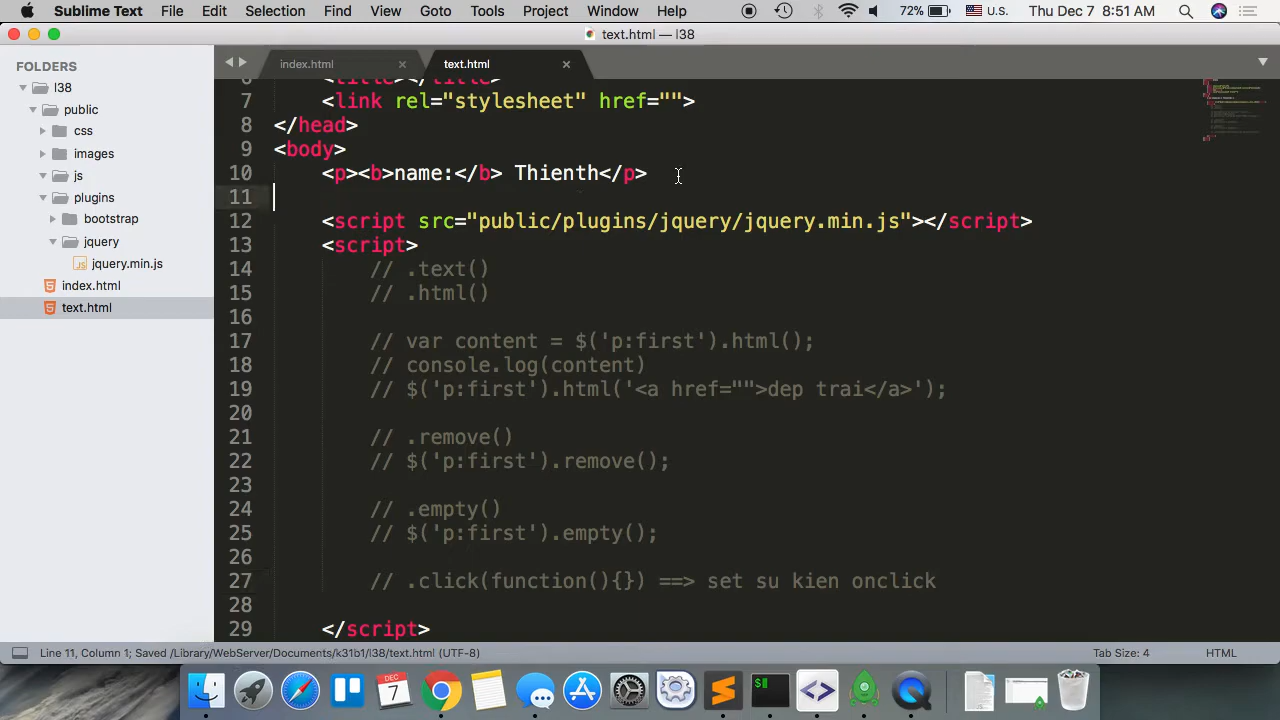 Sublime Text File Edit Selection Find View Goto Tools Project Window Help 72% U.S. Thu Dec 7 8:51 AM
text.html — l38
FOLDERS
l38
public
css
images
js
plugins
bootstrap
jquery
jquery.min.js
index.html
text.html
index.html text.html
6 <title></title>
7 <link rel="stylesheet" href="">
8 </head>
9 <body>
10 <p><b>name:</b> Thienth</p>
11
12 <script src="public/plugins/jquery/jquery.min.js"></script>
13 <script>
14 // .text()
15 // .html()
16
17 // var content = $('p:first').html();
18 // console.log(content)
19 // $('p:first').html('<a href="">dep trai</a>');
20
21 // .remove()
22 // $('p:first').remove();
23
24 // .empty()
25 // $('p:first').empty();
26
27 // .click(function(){}) ==> set su kien onclick
28
29 </script>
Line 11, Column 1; Saved /Library/WebServer/Documents/k31b1/l38/text.html (UTF-8) Tab Size: 4 HTML
DEC
7
$